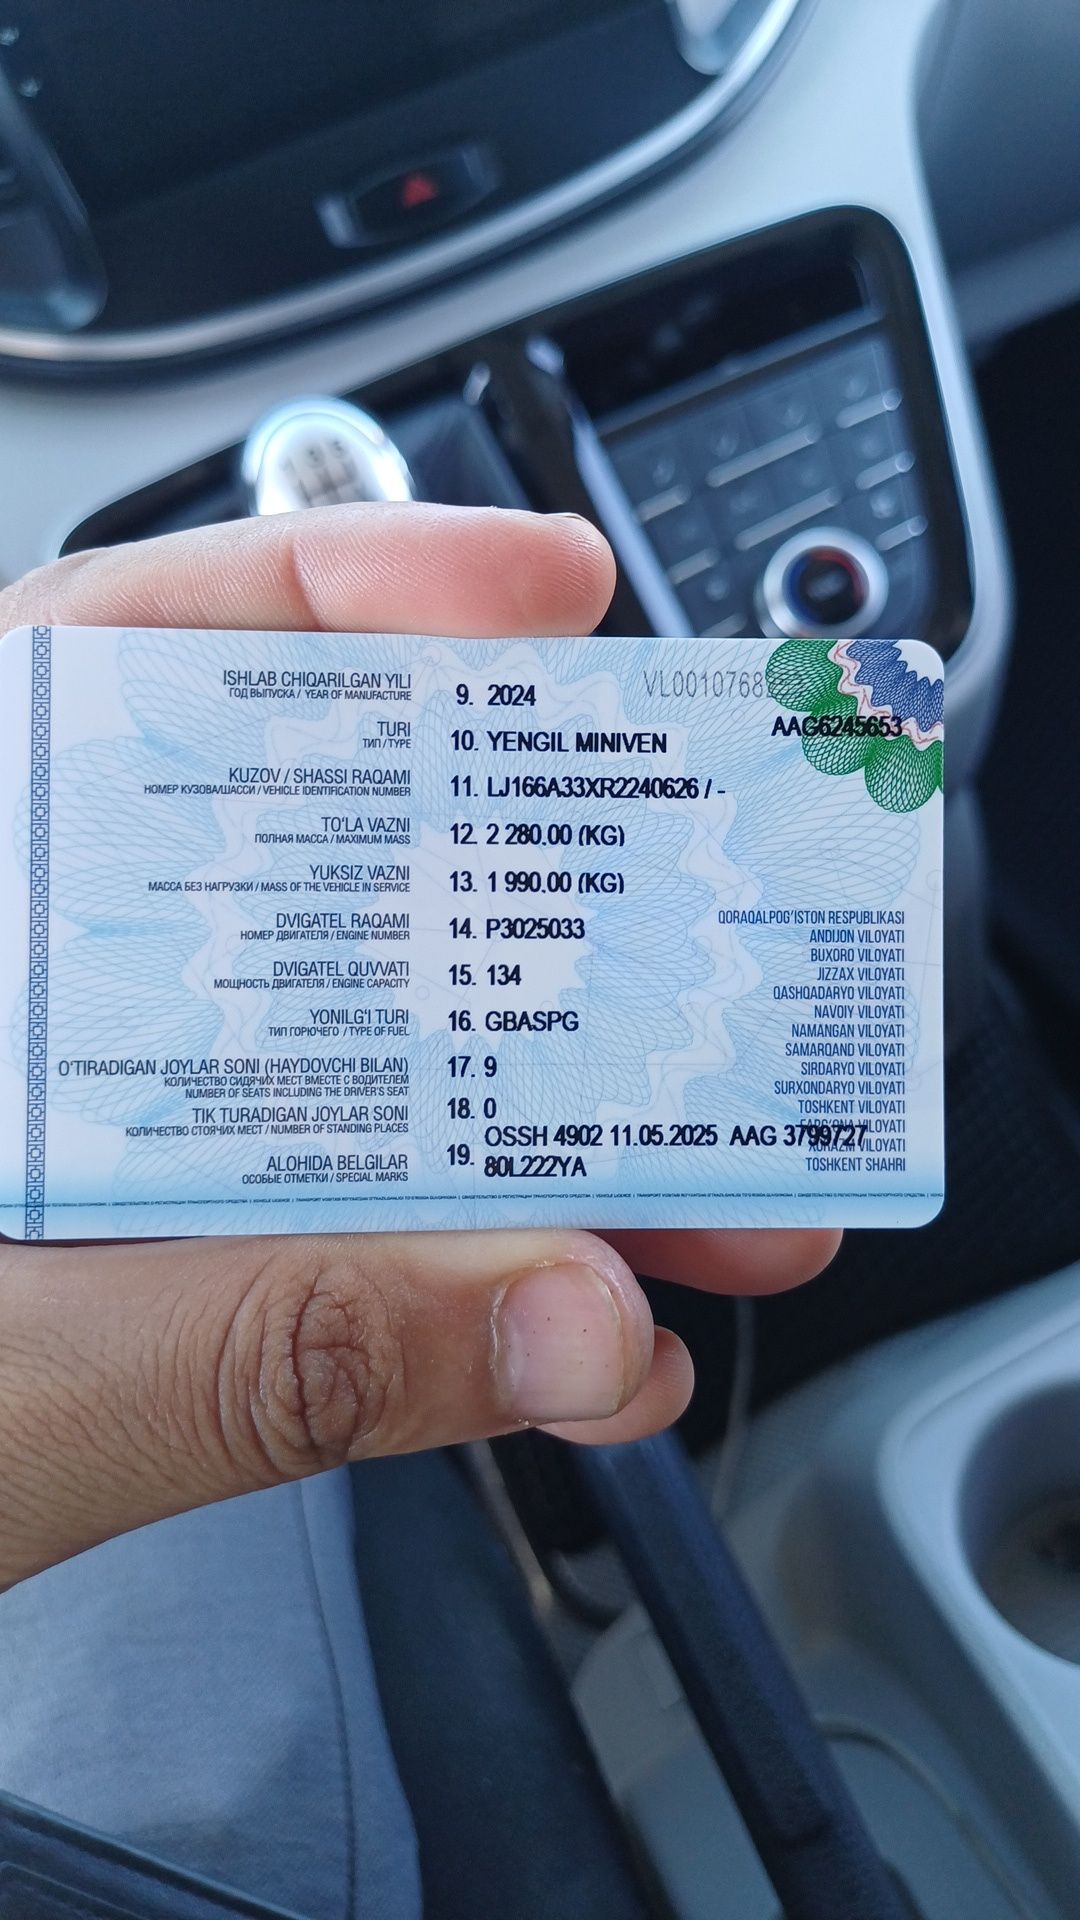 ISHLAB CHIQARILGAN YILI
ГОД ВЫПУСКА / YEAR OF MANUFACTURE
9. 2024
VL0010768
AAG6245653
TURI
ТИП / TYPE
10. YENGIL MINIVEN
KUZOV / SHASSI RAQAMI
НОМЕР КУЗОВА/ШАССИ / VEHICLE IDENTIFICATION NUMBER
11. LJ166A33XR2240626 / -
TO‘LA VAZNI
ПОЛНАЯ МАССА / MAXIMUM MASS
12. 2 280.00 (KG)
YUKSIZ VAZNI
МАССА БЕЗ НАГРУЗКИ / MASS OF THE VEHICLE IN SERVICE
13. 1 990.00 (KG)
DVIGATEL RAQAMI
НОМЕР ДВИГАТЕЛЯ / ENGINE NUMBER
14. P3025033
DVIGATEL QUVVATI
МОЩНОСТЬ ДВИГАТЕЛЯ / ENGINE CAPACITY
15. 134
YONILG‘I TURI
ТИП ГОРЮЧЕГО / TYPE OF FUEL
16. GBASPG
O‘TIRADIGAN JOYLAR SONI (HAYDOVCHI BILAN)
КОЛИЧЕСТВО СИДЯЧИХ МЕСТ ВМЕСТЕ С ВОДИТЕЛЕМ
NUMBER OF SEATS INCLUDING THE DRIVER'S SEAT
17. 9
TIK TURADIGAN JOYLAR SONI
КОЛИЧЕСТВО СТОЯЧИХ МЕСТ / NUMBER OF STANDING PLACES
18. 0
ALOHIDA BELGILAR
ОСОБЫЕ ОТМЕТКИ / SPECIAL MARKS
19. OSSH 4902 11.05.2025 AAG 3799727
80L222YA
QORAQALPOG‘ISTON RESPUBLIKASI
ANDIJON VILOYATI
BUXORO VILOYATI
JIZZAX VILOYATI
QASHQADARYO VILOYATI
NAVOIY VILOYATI
NAMANGAN VILOYATI
SAMARQAND VILOYATI
SIRDARYO VILOYATI
SURXONDARYO VILOYATI
TOSHKENT VILOYATI
FARG‘ONA VILOYATI
XORAZM VILOYATI
TOSHKENT SHAHRI